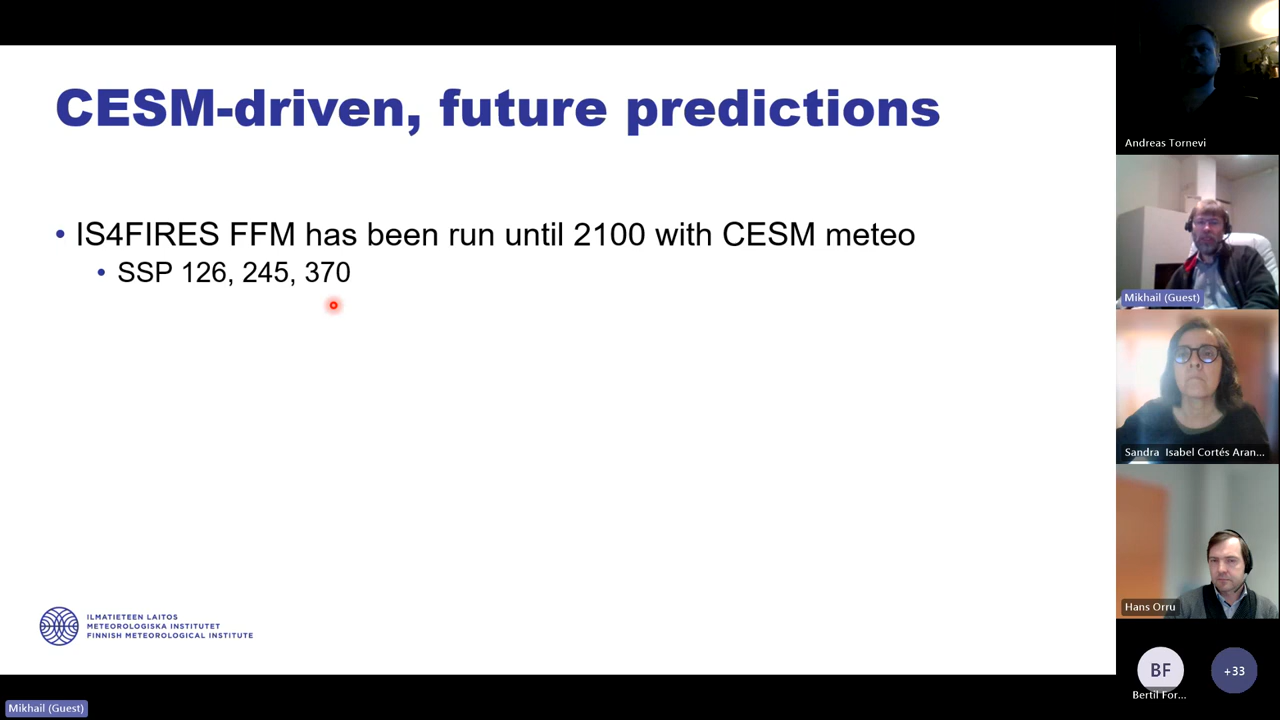 CESM-driven, future predictions
• IS4FIRES FFM has been run until 2100 with CESM meteo
• SSP 126, 245, 370
ILMATIETEEN LAITOS
METEOROLOGISKA INSTITUTET
FINNISH METEOROLOGICAL INSTITUTE
Mikhail (Guest)
Andreas Tornevi
Mikhail (Guest)
Sandra Isabel Cortés Aran...
Hans Orru
BF
Bertil For...
+33